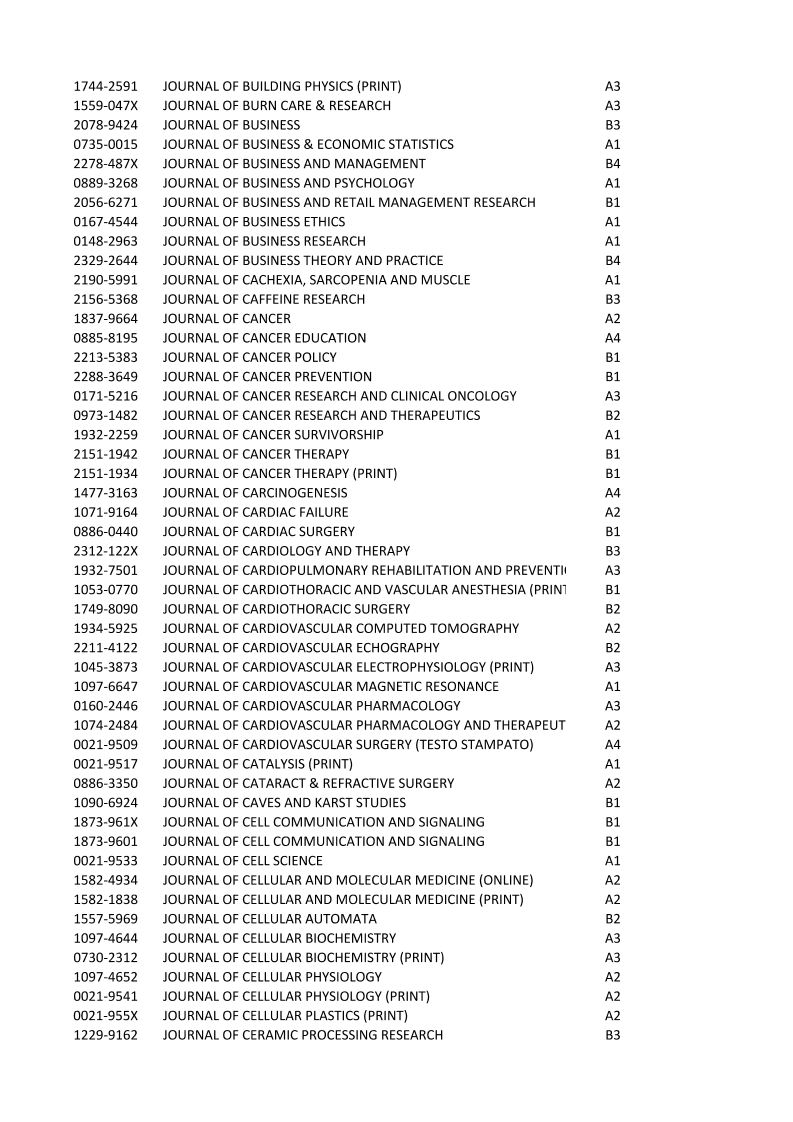 1744-2591 JOURNAL OF BUILDING PHYSICS (PRINT) A3
1559-047X JOURNAL OF BURN CARE & RESEARCH A3
2078-9424 JOURNAL OF BUSINESS B3
0735-0015 JOURNAL OF BUSINESS & ECONOMIC STATISTICS A1
2278-487X JOURNAL OF BUSINESS AND MANAGEMENT B4
0889-3268 JOURNAL OF BUSINESS AND PSYCHOLOGY A1
2056-6271 JOURNAL OF BUSINESS AND RETAIL MANAGEMENT RESEARCH B1
0167-4544 JOURNAL OF BUSINESS ETHICS A1
0148-2963 JOURNAL OF BUSINESS RESEARCH A1
2329-2644 JOURNAL OF BUSINESS THEORY AND PRACTICE B4
2190-5991 JOURNAL OF CACHEXIA, SARCOPENIA AND MUSCLE A1
2156-5368 JOURNAL OF CAFFEINE RESEARCH B3
1837-9664 JOURNAL OF CANCER A2
0885-8195 JOURNAL OF CANCER EDUCATION A4
2213-5383 JOURNAL OF CANCER POLICY B1
2288-3649 JOURNAL OF CANCER PREVENTION B1
0171-5216 JOURNAL OF CANCER RESEARCH AND CLINICAL ONCOLOGY A3
0973-1482 JOURNAL OF CANCER RESEARCH AND THERAPEUTICS B2
1932-2259 JOURNAL OF CANCER SURVIVORSHIP A1
2151-1942 JOURNAL OF CANCER THERAPY B1
2151-1934 JOURNAL OF CANCER THERAPY (PRINT) B1
1477-3163 JOURNAL OF CARCINOGENESIS A4
1071-9164 JOURNAL OF CARDIAC FAILURE A2
0886-0440 JOURNAL OF CARDIAC SURGERY B1
2312-122X JOURNAL OF CARDIOLOGY AND THERAPY B3
1932-7501 JOURNAL OF CARDIOPULMONARY REHABILITATION AND PREVENTI A3
1053-0770 JOURNAL OF CARDIOTHORACIC AND VASCULAR ANESTHESIA (PRINT B1
1749-8090 JOURNAL OF CARDIOTHORACIC SURGERY B2
1934-5925 JOURNAL OF CARDIOVASCULAR COMPUTED TOMOGRAPHY A2
2211-4122 JOURNAL OF CARDIOVASCULAR ECHOGRAPHY B2
1045-3873 JOURNAL OF CARDIOVASCULAR ELECTROPHYSIOLOGY (PRINT) A3
1097-6647 JOURNAL OF CARDIOVASCULAR MAGNETIC RESONANCE A1
0160-2446 JOURNAL OF CARDIOVASCULAR PHARMACOLOGY A3
1074-2484 JOURNAL OF CARDIOVASCULAR PHARMACOLOGY AND THERAPEUT A2
0021-9509 JOURNAL OF CARDIOVASCULAR SURGERY (TESTO STAMPATO) A4
0021-9517 JOURNAL OF CATALYSIS (PRINT) A1
0886-3350 JOURNAL OF CATARACT & REFRACTIVE SURGERY A2
1090-6924 JOURNAL OF CAVES AND KARST STUDIES B1
1873-961X JOURNAL OF CELL COMMUNICATION AND SIGNALING B1
1873-9601 JOURNAL OF CELL COMMUNICATION AND SIGNALING B1
0021-9533 JOURNAL OF CELL SCIENCE A1
1582-4934 JOURNAL OF CELLULAR AND MOLECULAR MEDICINE (ONLINE) A2
1582-1838 JOURNAL OF CELLULAR AND MOLECULAR MEDICINE (PRINT) A2
1557-5969 JOURNAL OF CELLULAR AUTOMATA B2
1097-4644 JOURNAL OF CELLULAR BIOCHEMISTRY A3
0730-2312 JOURNAL OF CELLULAR BIOCHEMISTRY (PRINT) A3
1097-4652 JOURNAL OF CELLULAR PHYSIOLOGY A2
0021-9541 JOURNAL OF CELLULAR PHYSIOLOGY (PRINT) A2
0021-955X JOURNAL OF CELLULAR PLASTICS (PRINT) A2
1229-9162 JOURNAL OF CERAMIC PROCESSING RESEARCH B3